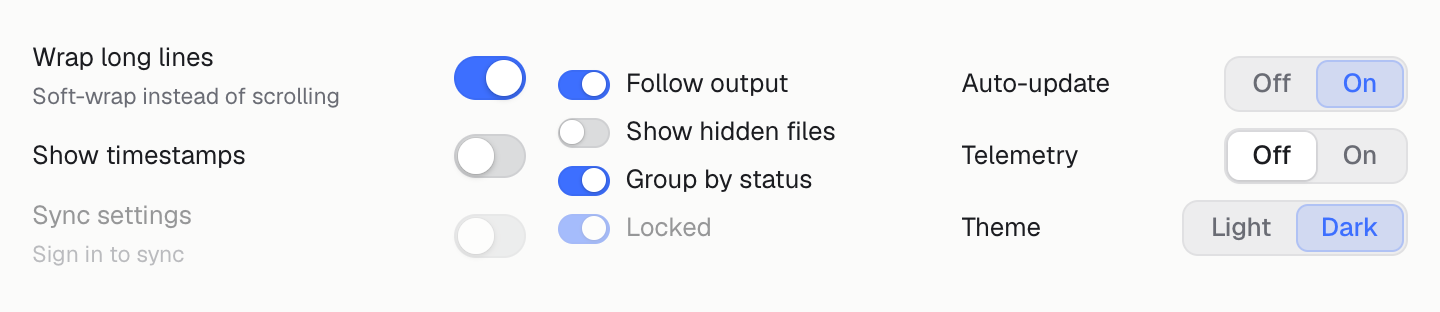 Wrap long lines
Soft-wrap instead of scrolling
Show timestamps
Sync settings
Sign in to sync
Follow output
Show hidden files
Group by status
Locked
Auto-update Off On
Telemetry Off On
Theme Light Dark